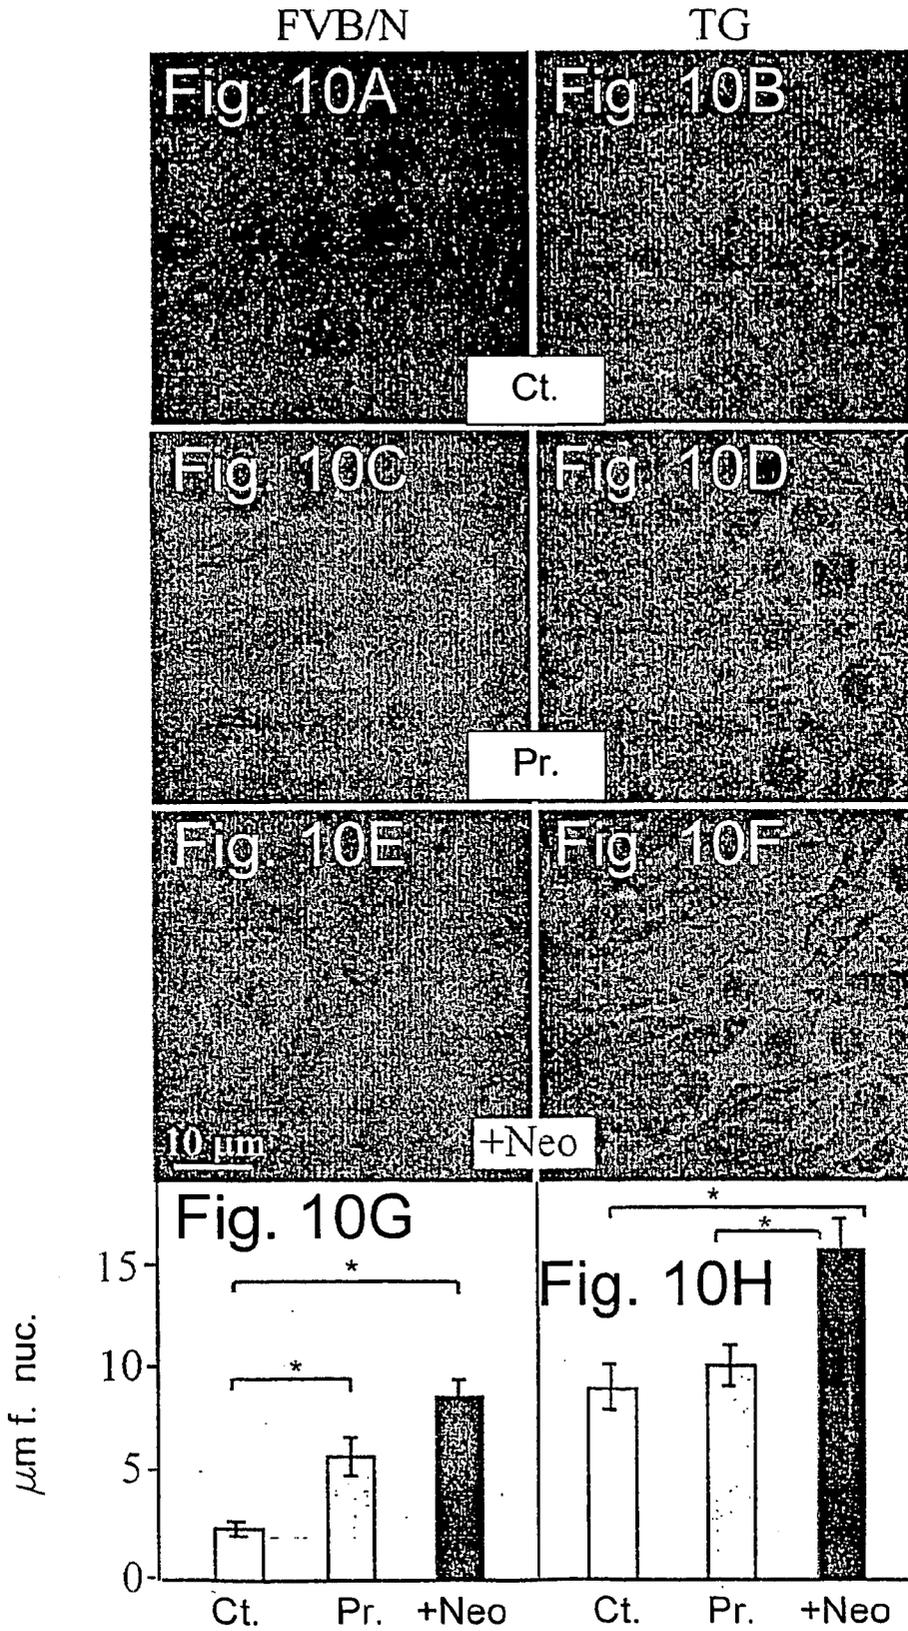 FVB/N TG
Fig. 10A Fig. 10B
Ct.
Fig. 10C Fig. 10D
Pr.
Fig. 10E Fig. 10F
10 μm
+Neo
Fig. 10G
*
*
Fig. 10H
*
*
μm f. nuc.
15
10
5
0
Ct. Pr. +Neo Ct. Pr. +Neo